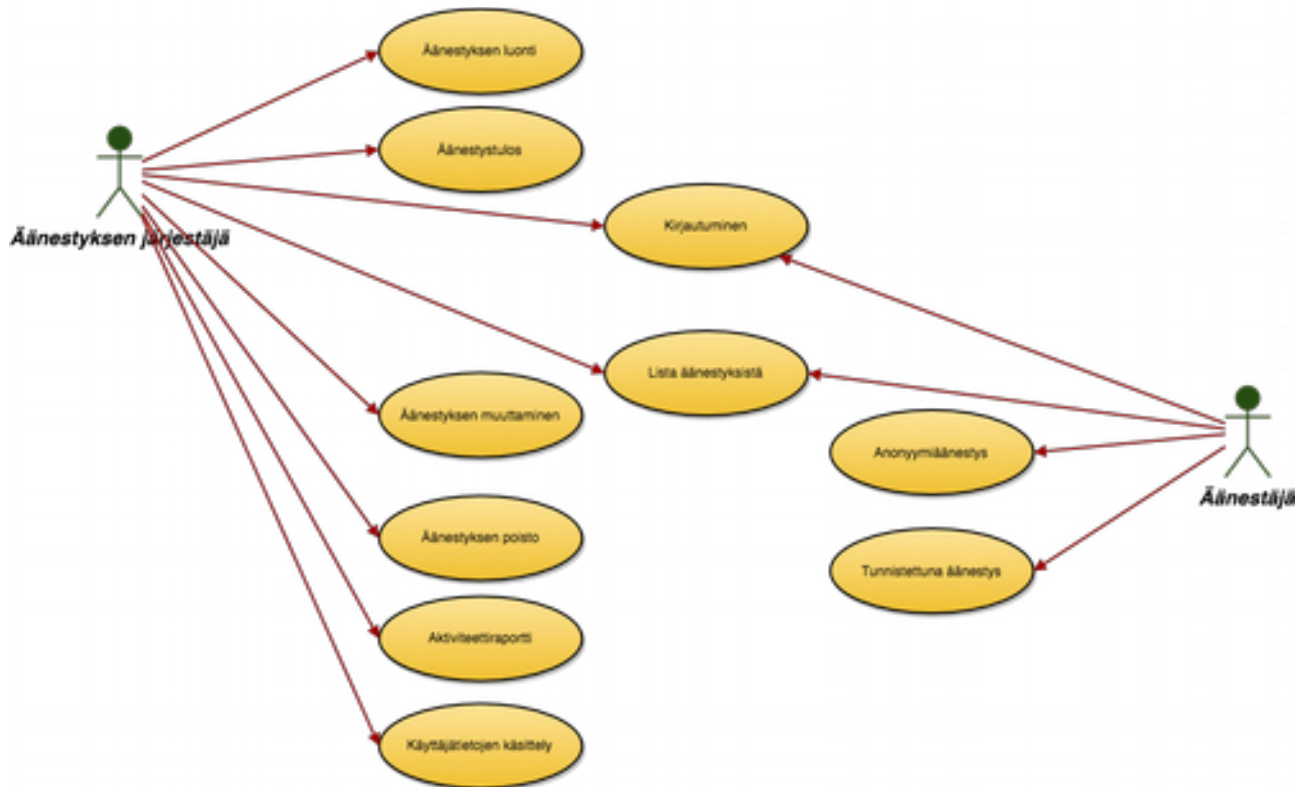 Äänestyksen luonti
Äänestystulos
Äänestyksen järjestäjä
Kirjautuminen
Lista äänestyksistä
Äänestyksen muuttaminen
Anonyymiäänestys
Äänestäjä
Äänestyksen poisto
Tunnistettuna äänestys
Aktiviteettiraportti
Käyttäjätietojen käsittely